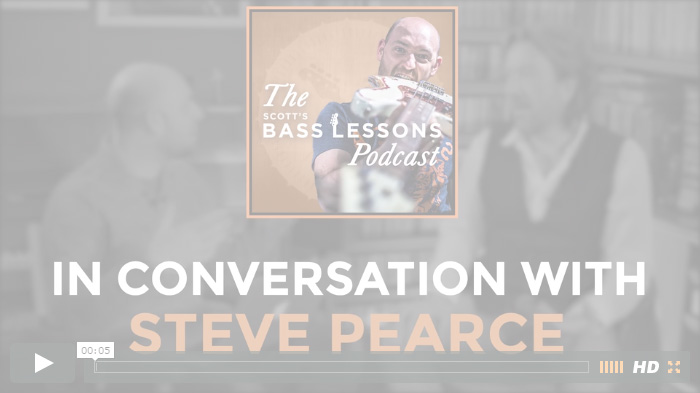 The
SCOTT'S
BASS LESSONS
Podcast
IN CONVERSATION WITH
STEVE PEARCE
00:05
HD